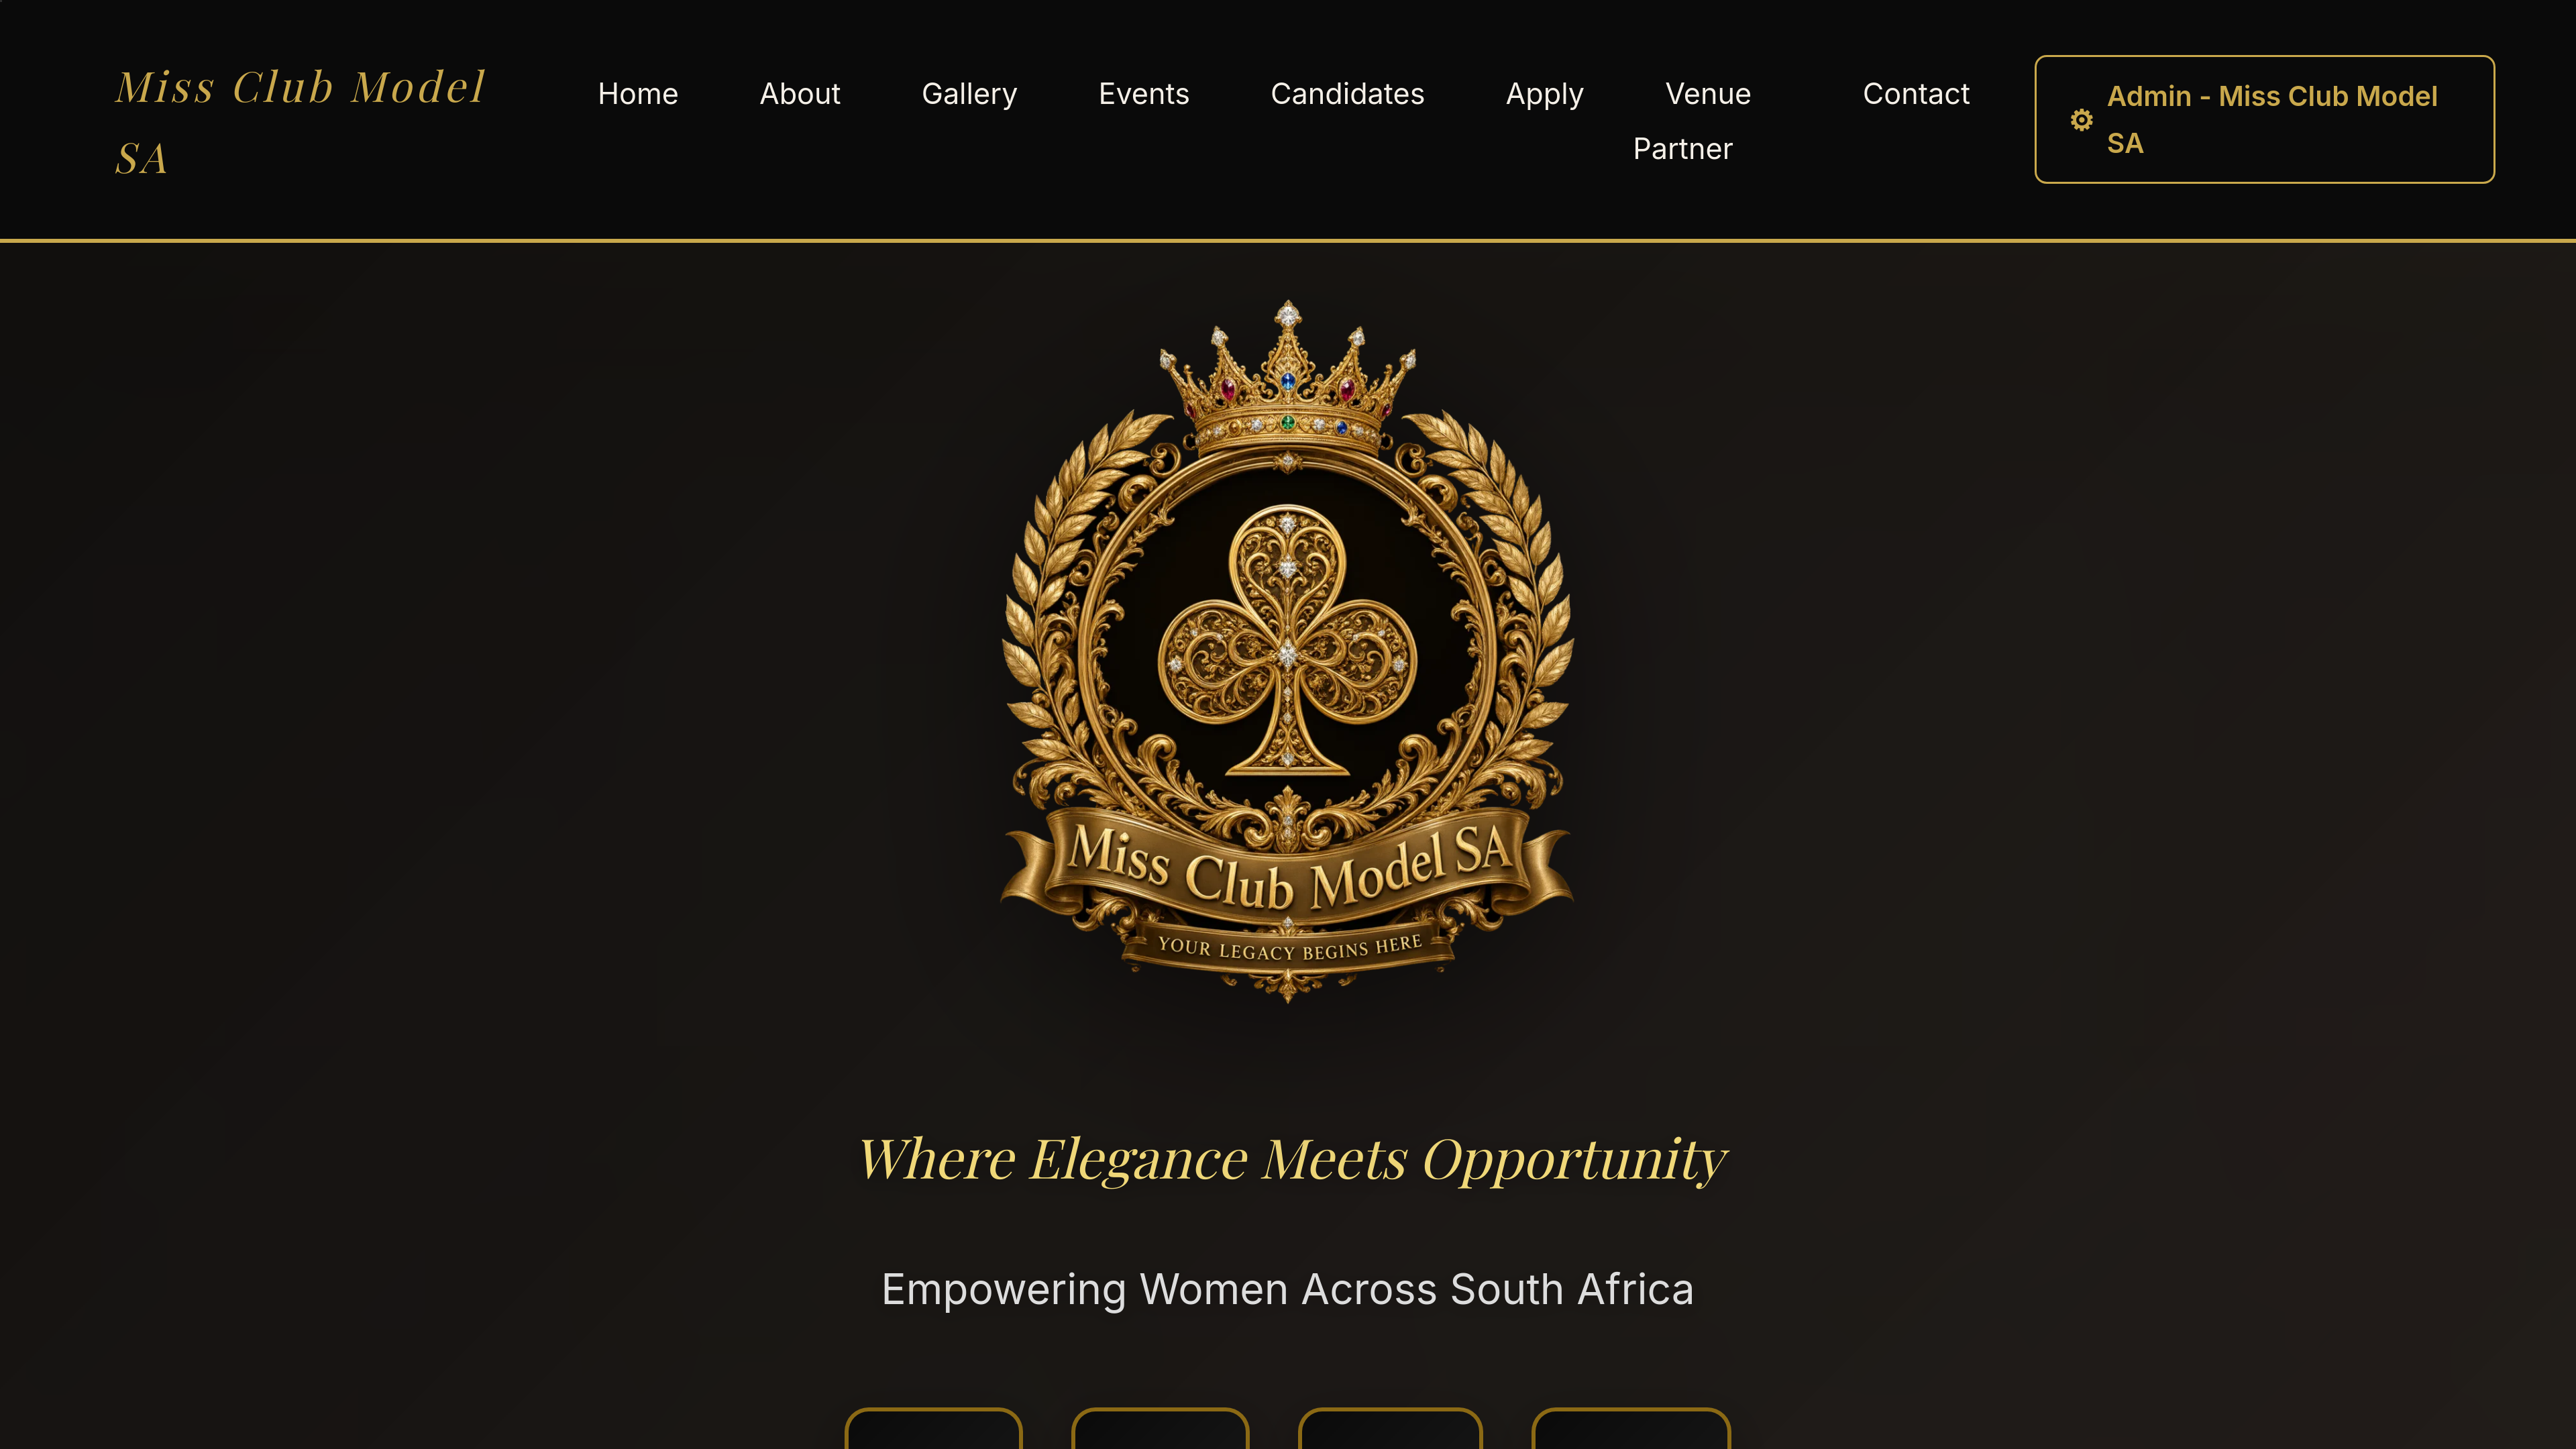 Miss Club Model
SA
Home About Gallery Events Candidates Apply Venue
Partner
Contact
Admin - Miss Club Model
SA
Miss Club Model SA
YOUR LEGACY BEGINS HERE
Where Elegance Meets Opportunity
Empowering Women Across South Africa